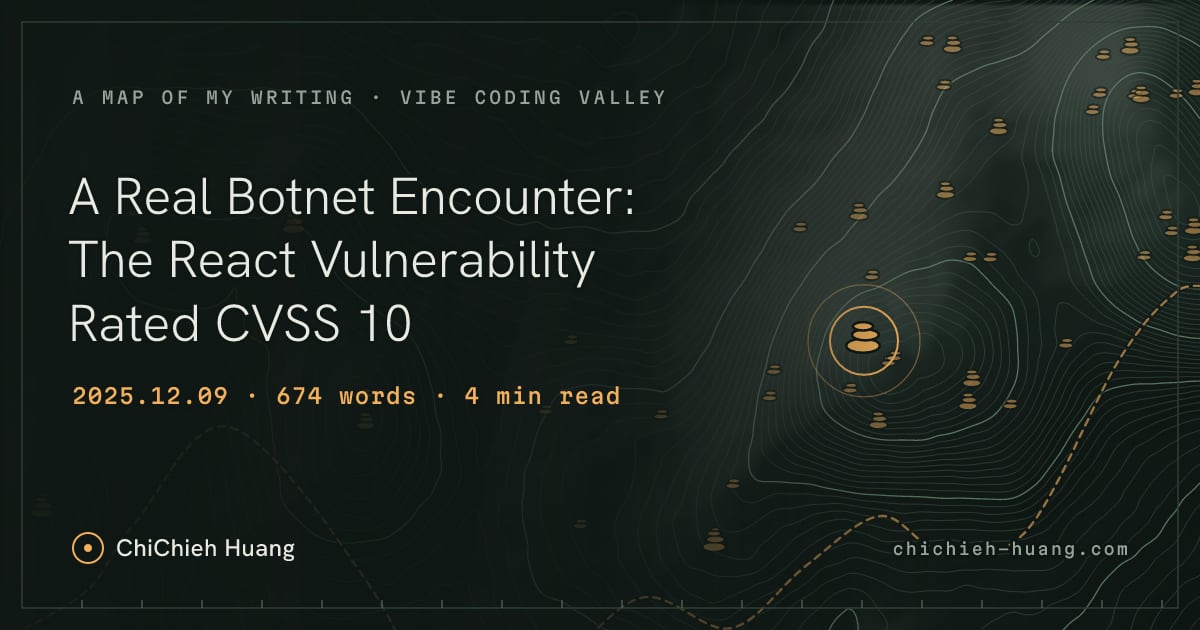 A MAP OF MY WRITING · VIBE CODING VALLEY
A Real Botnet Encounter:
The React Vulnerability
Rated CVSS 10
2025.12.09 · 674 words · 4 min read
ChiChieh Huang
chichieh-huang.com